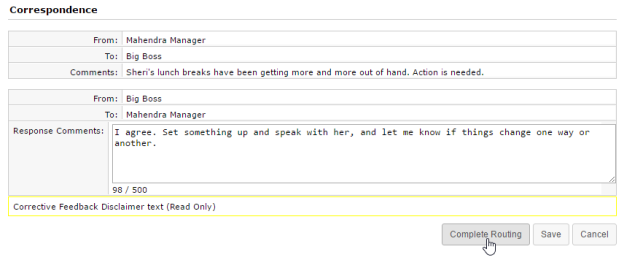 Correspondence
From: Mahendra Manager
To: Big Boss
Comments: Sheri's lunch breaks have been getting more and more out of hand. Action is needed.
From: Big Boss
To: Mahendra Manager
Response Comments: I agree. Set something up and speak with her, and let me know if things change one way or
another.
98 / 500
Corrective Feedback Disclaimer text (Read Only)
Complete Routing Save Cancel